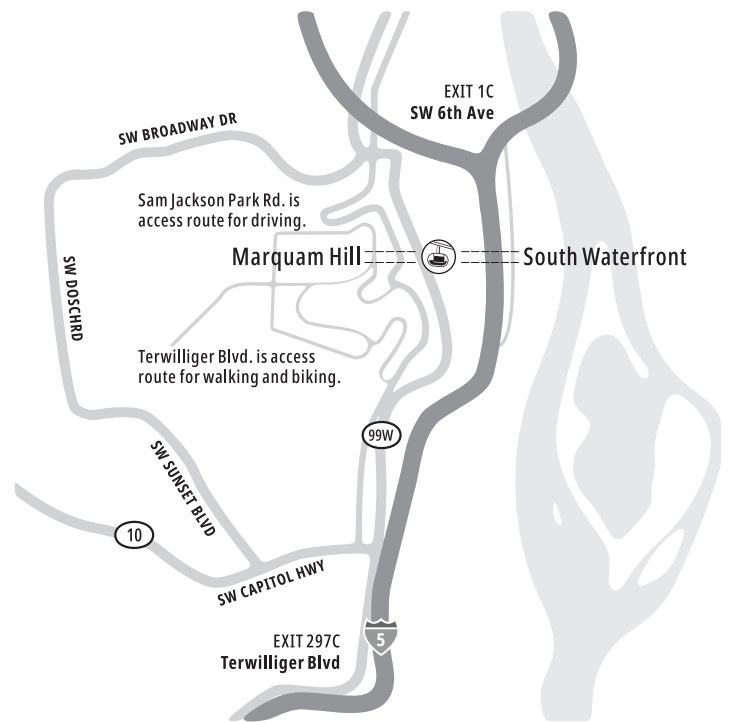 EXIT 1C
SW 6th Ave
SW BROADWAY DR
Sam Jackson Park Rd. is
access route for driving.
Marquam Hill
South Waterfront
SW DOSCHRD
Terwilliger Blvd. is access
route for walking and biking.
99W
SW SUNSET BLVD
10
SW CAPITOL HWY
EXIT 297C
Terwilliger Blvd
5